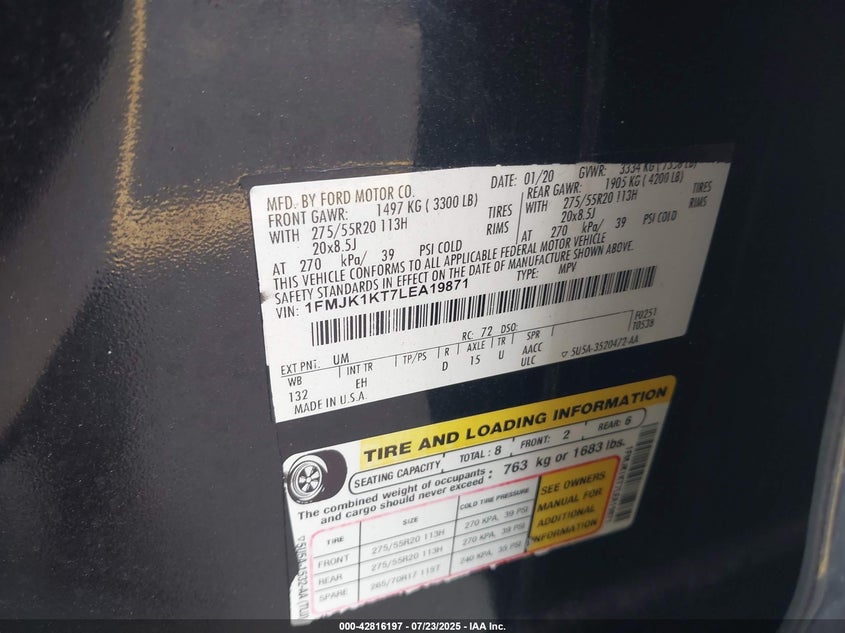 MFD. BY FORD MOTOR CO.
DATE: 01/20 GVWR: 3334 KG
FRONT GAWR: 1497 KG ( 3300 LB)
REAR GAWR: 1905 KG ( 4200 LB)
WITH 275/55R20 113H TIRES
WITH 275/55R20 113H TIRES
20x8.5J RIMS
20x8.5J RIMS
AT 270 kPa/ 39 PSI COLD
AT 270 kPa/ 39 PSI COLD
THIS VEHICLE CONFORMS TO ALL APPLICABLE FEDERAL MOTOR VEHICLE
SAFETY STANDARDS IN EFFECT ON THE DATE OF MANUFACTURE SHOWN ABOVE.
VIN: 1FMJK1KT7LEA19871 TYPE: MPV
EXT PNT: UM RC: 72 DSO: F0251
T0538
WB INT TR TP/PS R AXLE TR SPR
132 EH D 15 U AACC
ULC
▽5U5A-3520472-AA
MADE IN U.S.A.
TIRE AND LOADING INFORMATION
SEATING CAPACITY TOTAL: 8 FRONT: 2 REAR: 6
The combined weight of occupants
and cargo should never exceed : 763 kg or 1683 lbs.
TIRE SIZE COLD TIRE PRESSURE
FRONT 275/55R20 113H 270 KPA, 39 PSI
REAR 275/55R20 113H 270 KPA, 39 PSI
SPARE 265/70R17 115T 240 KPA, 35 PSI
SEE OWNERS
MANUAL FOR
ADDITIONAL
INFORMATION
000-42816197 - 07/23/2025 - IAA Inc.